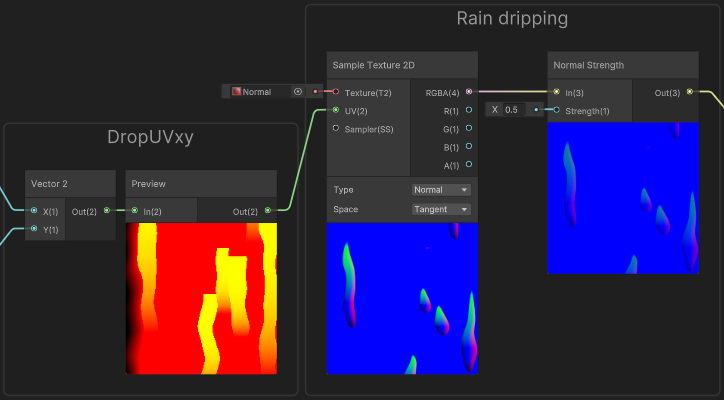 Rain dripping
Sample Texture 2D
Normal
Texture(T2)
RGBA(4)
UV(2)
R(1)
Sampler(SS)
G(1)
B(1)
A(1)
Type
Normal
Space
Tangent
Normal Strength
In(3)
Out(3)
X 0.5
Strength(1)
DropUVxy
Vector 2
X(1)
Out(2)
Y(1)
Preview
In(2)
Out(2)